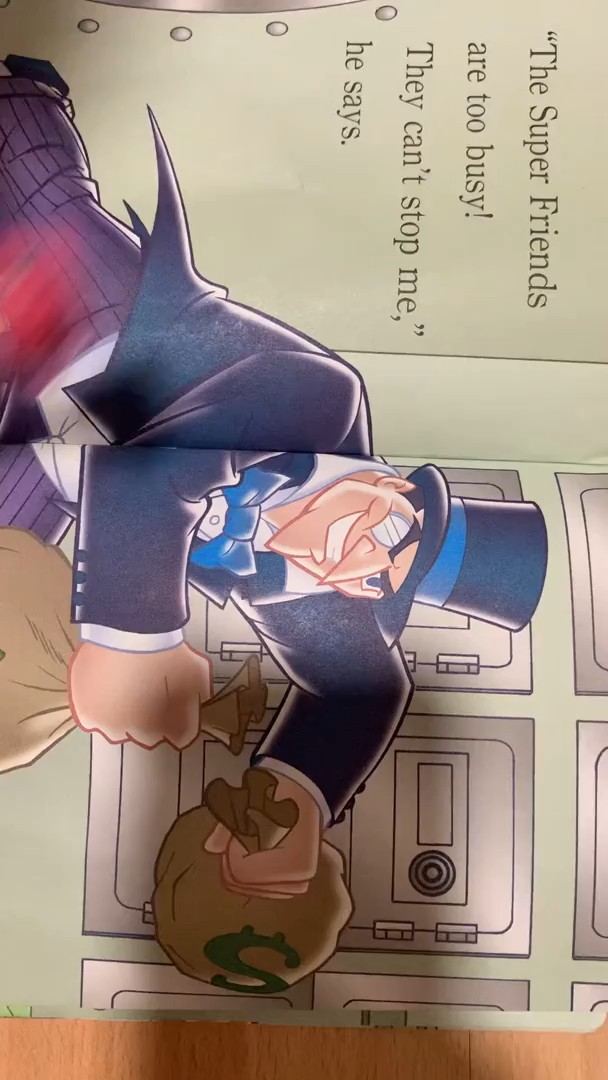 “The Super Friends
are too busy!
They can’t stop me,”
he says.
$